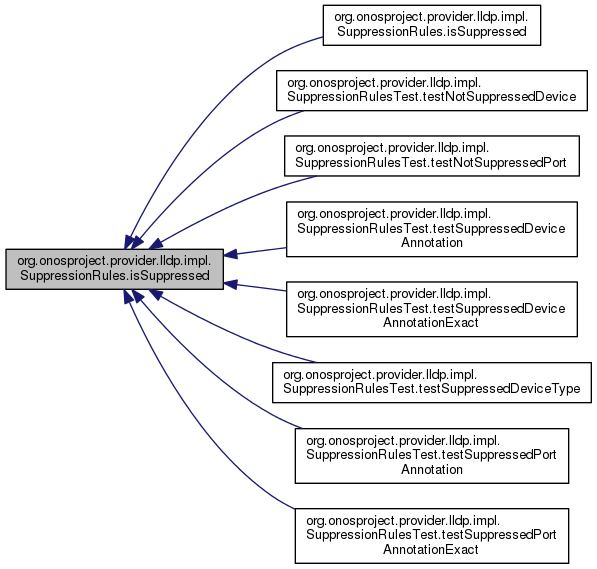 org.onosproject.provider.lldp.impl.
SuppressionRules.isSuppressed
org.onosproject.provider.lldp.impl.
SuppressionRulesTest.testNotSuppressedDevice
org.onosproject.provider.lldp.impl.
SuppressionRulesTest.testNotSuppressedPort
org.onosproject.provider.lldp.impl.
SuppressionRulesTest.testSuppressedDevice
Annotation
org.onosproject.provider.lldp.impl.
SuppressionRules.isSuppressed
org.onosproject.provider.lldp.impl.
SuppressionRulesTest.testSuppressedDevice
AnnotationExact
org.onosproject.provider.lldp.impl.
SuppressionRulesTest.testSuppressedDeviceType
org.onosproject.provider.lldp.impl.
SuppressionRulesTest.testSuppressedPort
Annotation
org.onosproject.provider.lldp.impl.
SuppressionRulesTest.testSuppressedPort
AnnotationExact